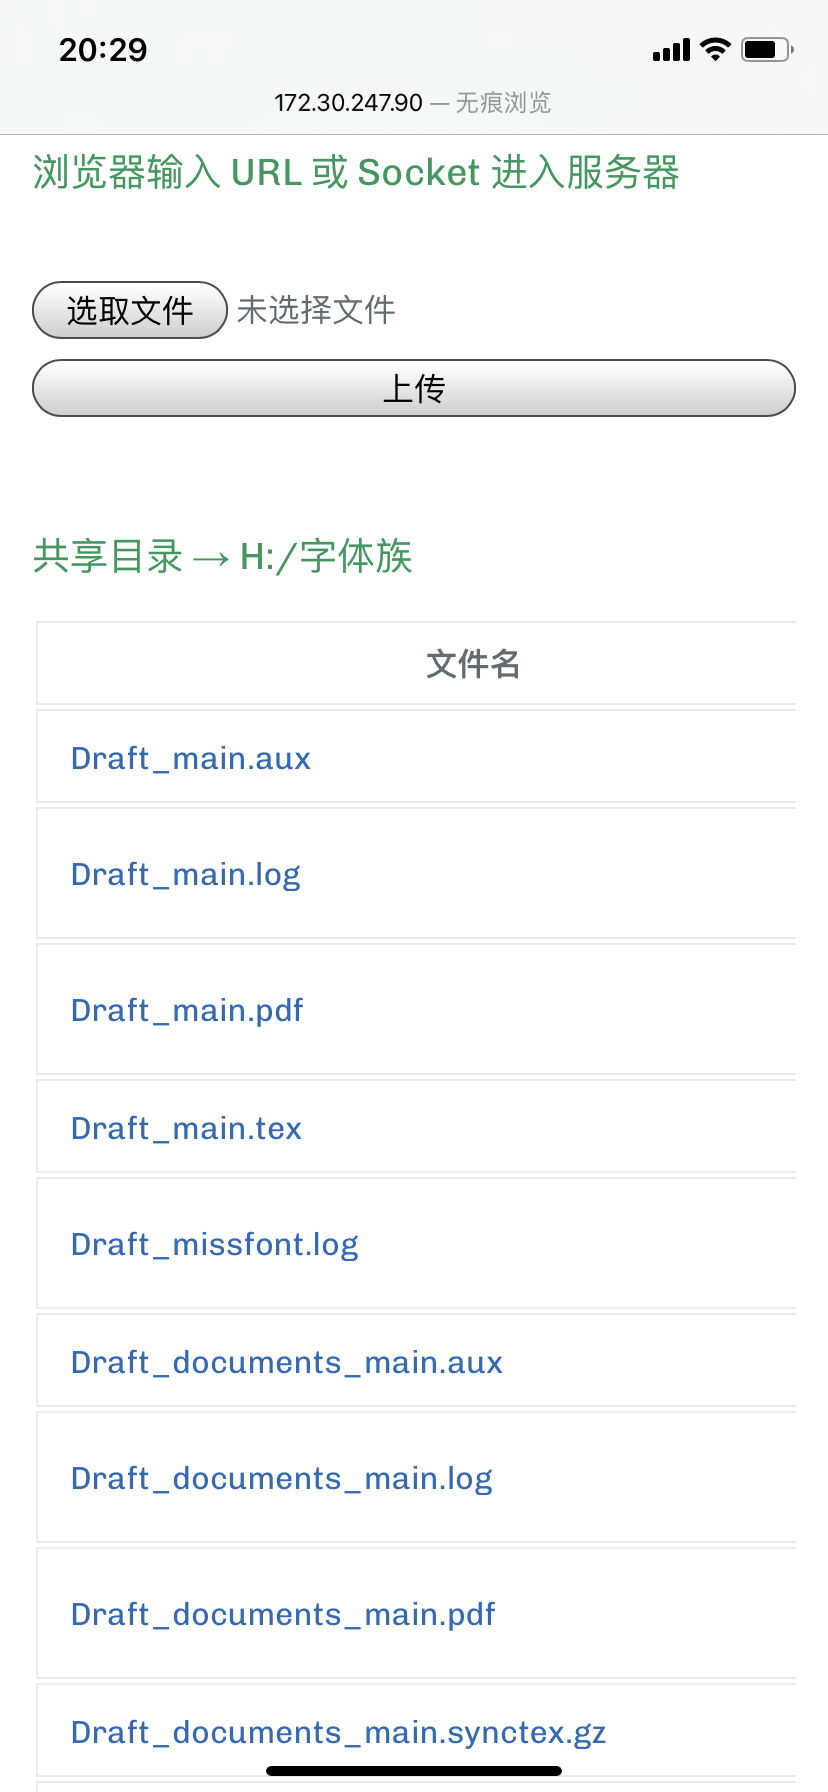 20:29
172.30.247.90 — 无痕浏览
浏览器输入 URL 或 Socket 进入服务器
选取文件 未选择文件
上传
共享目录 → H:/字体族
文件名
Draft_main.aux
Draft_main.log
Draft_main.pdf
Draft_main.tex
Draft_missfont.log
Draft_documents_main.aux
Draft_documents_main.log
Draft_documents_main.pdf
Draft_documents_main.synctex.gz